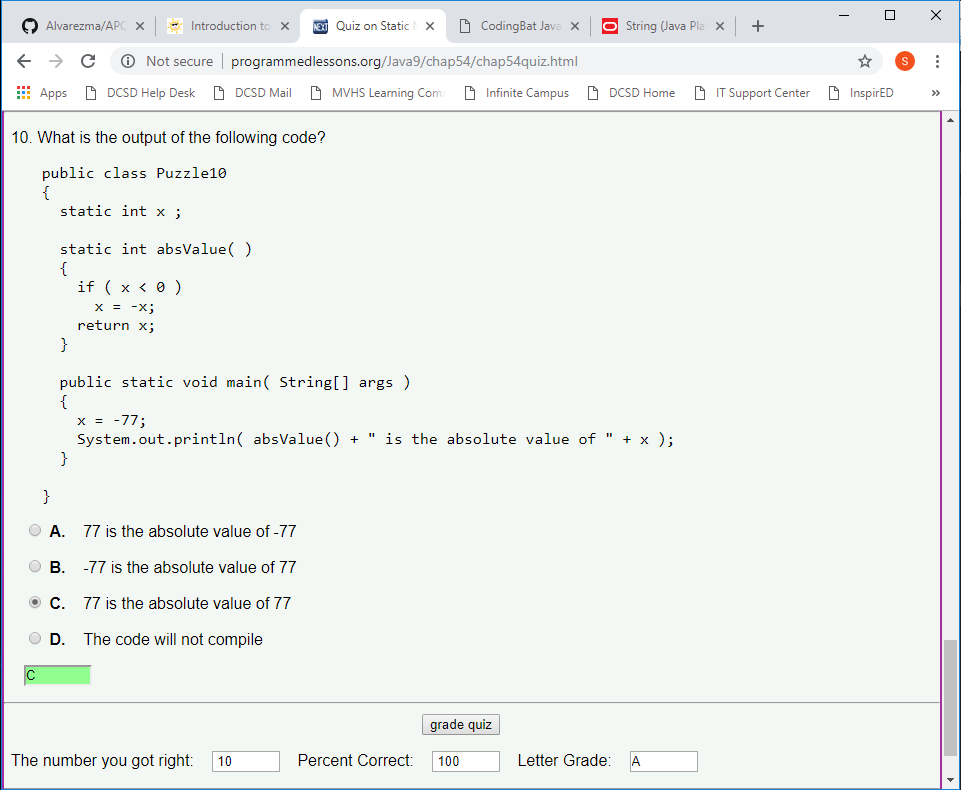 Alvarezma/APC
Introduction to
Quiz on Static
CodingBat Java
String (Java Pla
Not secure
programmedlessons.org/Java9/chap54/chap54quiz.html
S
Apps
DCSD Help Desk
DCSD Mail
MVHS Learning Com
Infinite Campus
DCSD Home
IT Support Center
InspirED
»
10. What is the output of the following code?
public class Puzzle10
{
static int x ;
static int absValue( )
{
if ( x < 0 )
x = -x;
return x;
}
public static void main( String[] args )
{
x = -77;
System.out.println( absValue() + " is the absolute value of " + x );
}
}
A. 77 is the absolute value of -77
B. -77 is the absolute value of 77
C. 77 is the absolute value of 77
D. The code will not compile
C
grade quiz
The number you got right: 10 Percent Correct: 100 Letter Grade: A